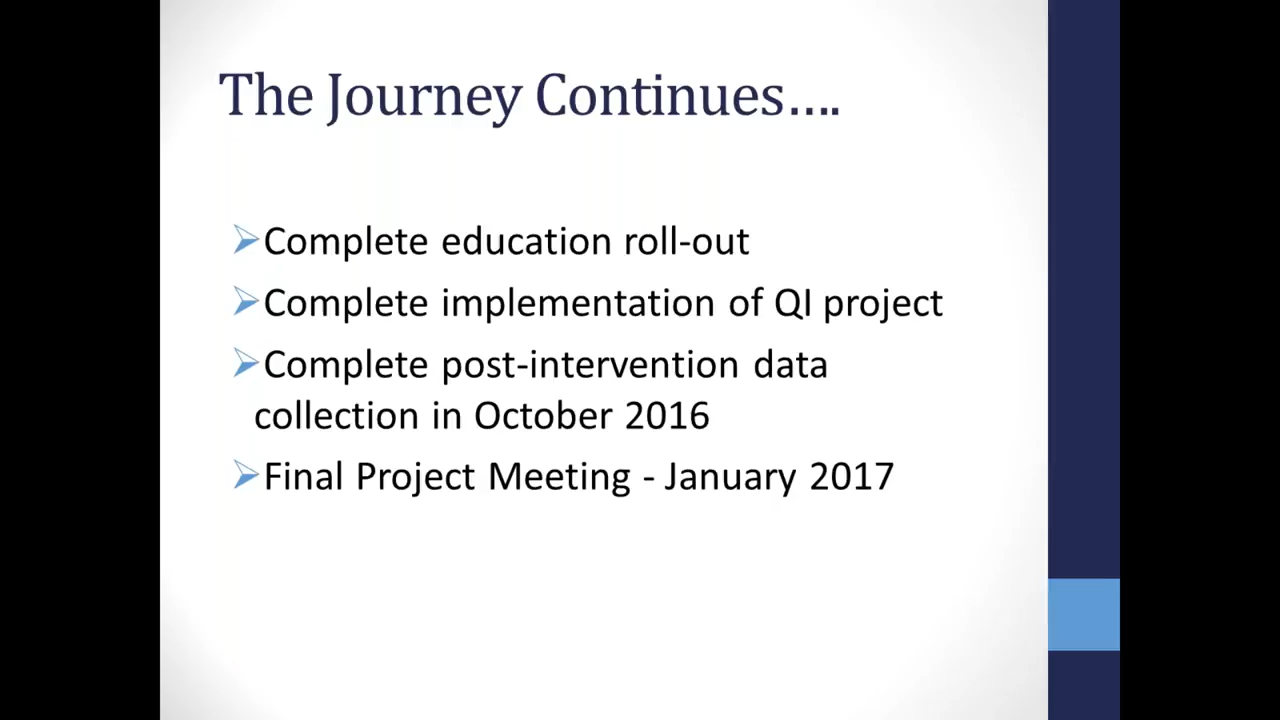 The Journey Continues....
Complete education roll-out
Complete implementation of QI project
Complete post-intervention data
collection in October 2016
Final Project Meeting - January 2017